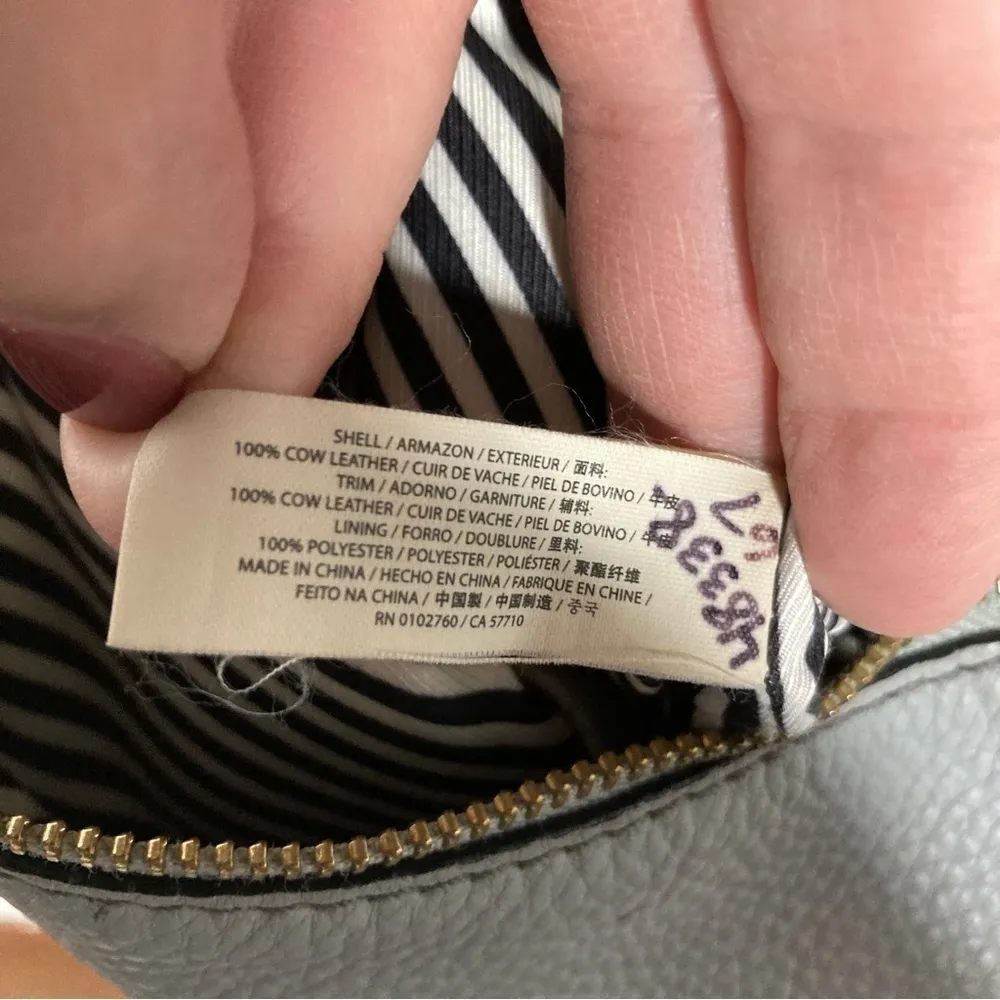 SHELL / ARMAZON / EXTERIEUR / 面料:
100% COW LEATHER / CUIR DE VACHE / PIEL DE BOVINO / 牛皮
TRIM / ADORNO / GARNITURE / 辅料:
100% COW LEATHER / CUIR DE VACHE / PIEL DE BOVINO / 牛皮
LINING / FORRO / DOUBLURE / 里料:
100% POLYESTER / POLYESTER / POLIÉSTER / 聚酯纤维
MADE IN CHINA / HECHO EN CHINA / FABRIQUE EN CHINE /
FEITO NA CHINA / 中国製 / 中国制造 / 중국
RN 0102760 / CA 57710